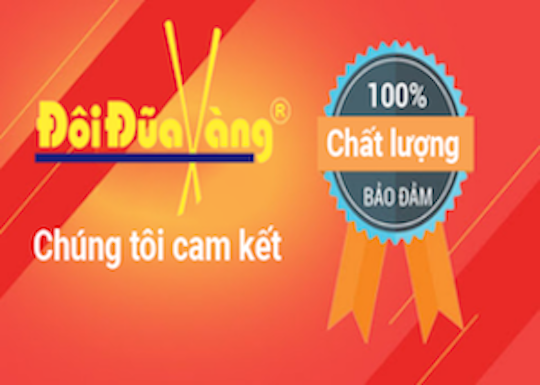 ĐôiĐũaVàng®
Chúng tôi cam kết
100%
Chất lượng
BẢO ĐẢM